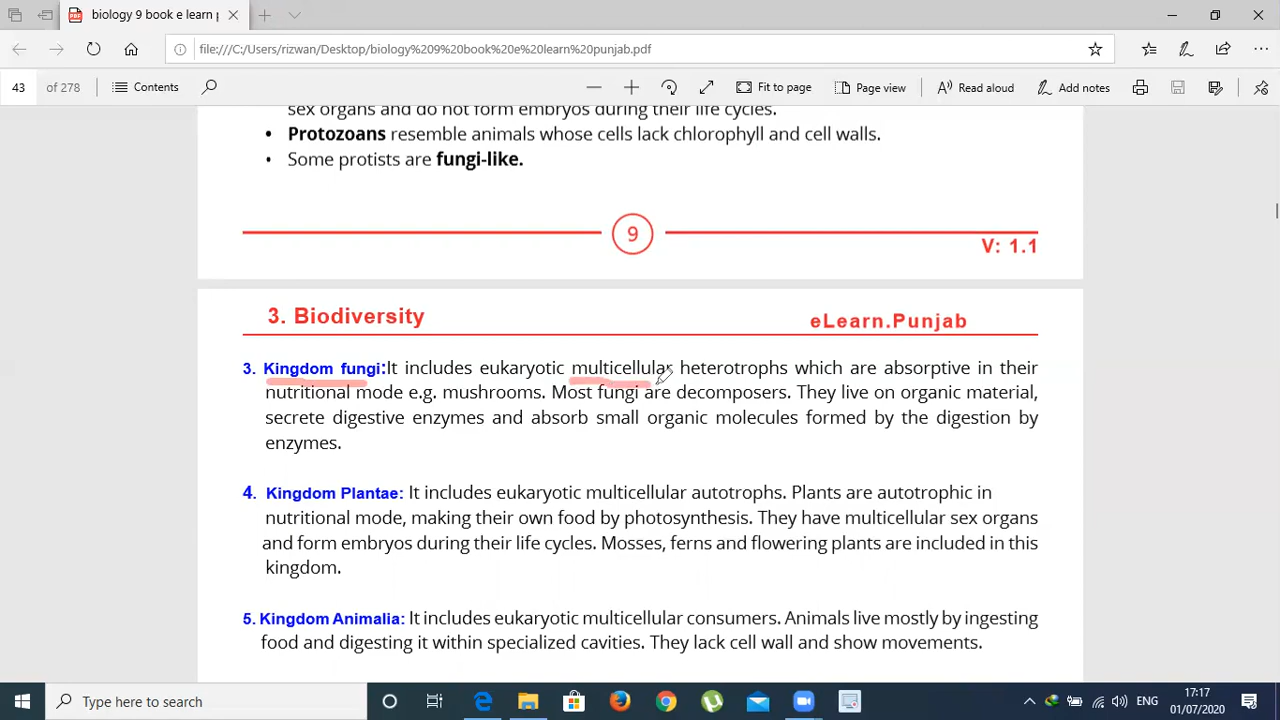 biology 9 book e learn p
file:///C:/Users/rizwan/Desktop/biology%209%20book%20e%20learn%20punjab.pdf
43 of 278 Contents Fit to page Page view Read aloud Add notes
sex organs and do not form embryos during their life cycles.
• Protozoans resemble animals whose cells lack chlorophyll and cell walls.
• Some protists are fungi-like.
9
V: 1.1
3. Biodiversity eLearn.Punjab
3. Kingdom fungi:It includes eukaryotic multicellular heterotrophs which are absorptive in their
nutritional mode e.g. mushrooms. Most fungi are decomposers. They live on organic material,
secrete digestive enzymes and absorb small organic molecules formed by the digestion by
enzymes.
4. Kingdom Plantae: It includes eukaryotic multicellular autotrophs. Plants are autotrophic in
nutritional mode, making their own food by photosynthesis. They have multicellular sex organs
and form embryos during their life cycles. Mosses, ferns and flowering plants are included in this
kingdom.
5. Kingdom Animalia: It includes eukaryotic multicellular consumers. Animals live mostly by ingesting
food and digesting it within specialized cavities. They lack cell wall and show movements.
Type here to search
ENG
17:17
01/07/2020